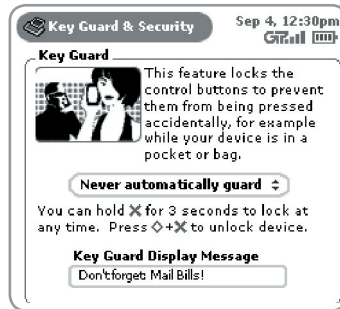 Key Guard & Security
Sep 4, 12:30pm
G
Key Guard
This feature locks the
control buttons to prevent
them from being pressed
accidentally, for example
while your device is in a
pocket or bag.
Never automatically guard
You can hold ✕ for 3 seconds to lock at
any time. Press ◇+✕ to unlock device.
Key Guard Display Message
Don'tforget: Mail Bills!